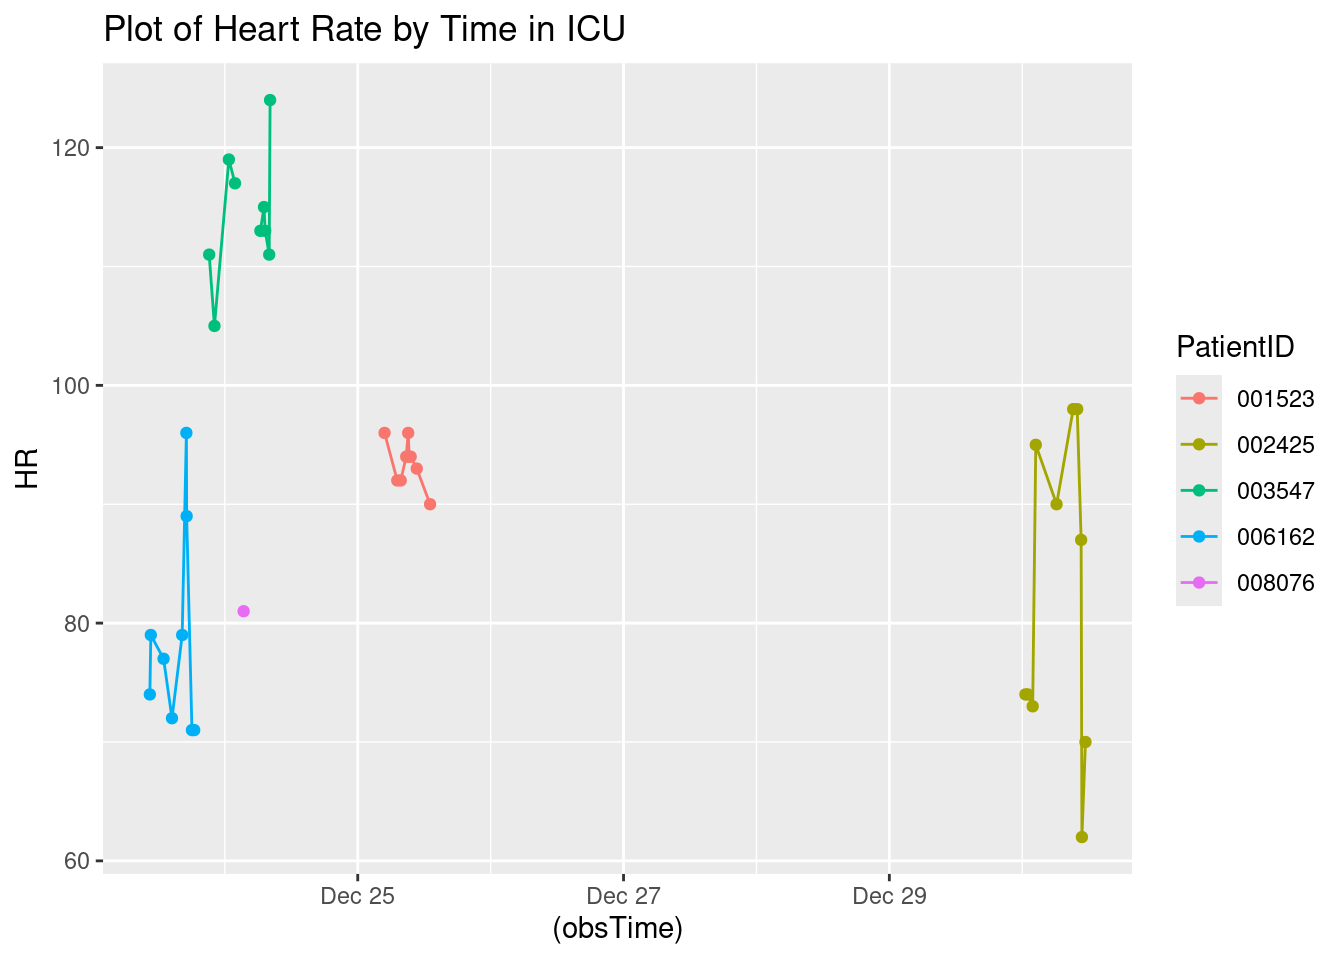 Plot of Heart Rate by Time in ICU
120
100
80
60
HR
Dec 25
Dec 27
Dec 29
(obsTime)
PatientID
001523
002425
003547
006162
008076